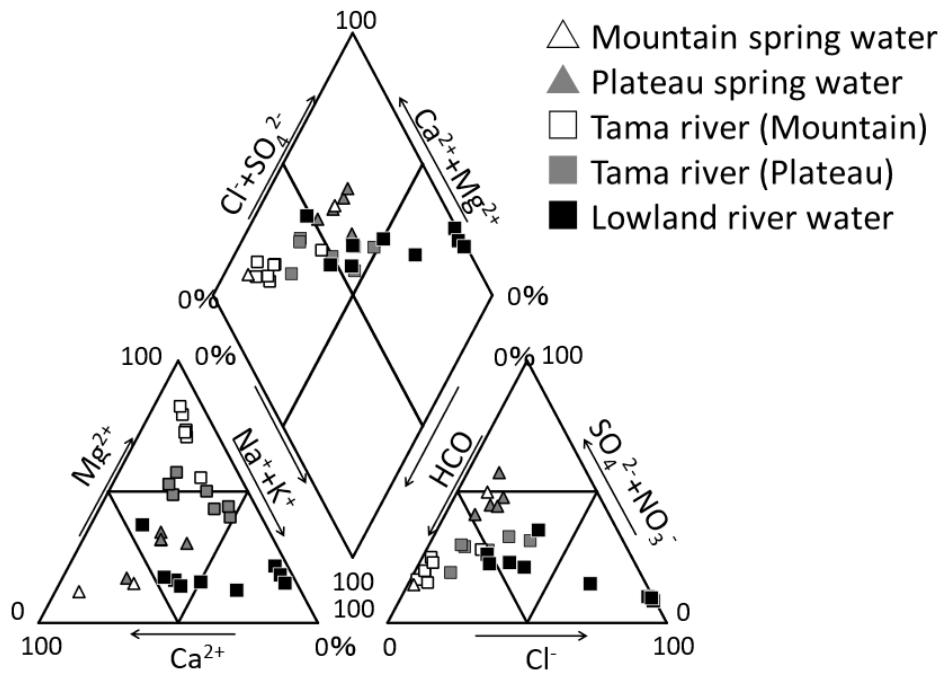 100
Mountain spring water
Plateau spring water
Tama river (Mountain)
Tama river (Plateau)
Lowland river water
Cl⁻+SO₄²⁻
Ca²⁺+Mg²⁺
0%
0%
100
0%
0%
100
Mg²⁺
Na⁺+K⁺
HCO
SO₄²⁻+NO₃⁻
100
100
0
0
100
0%
0
100
Ca²⁺
Cl⁻